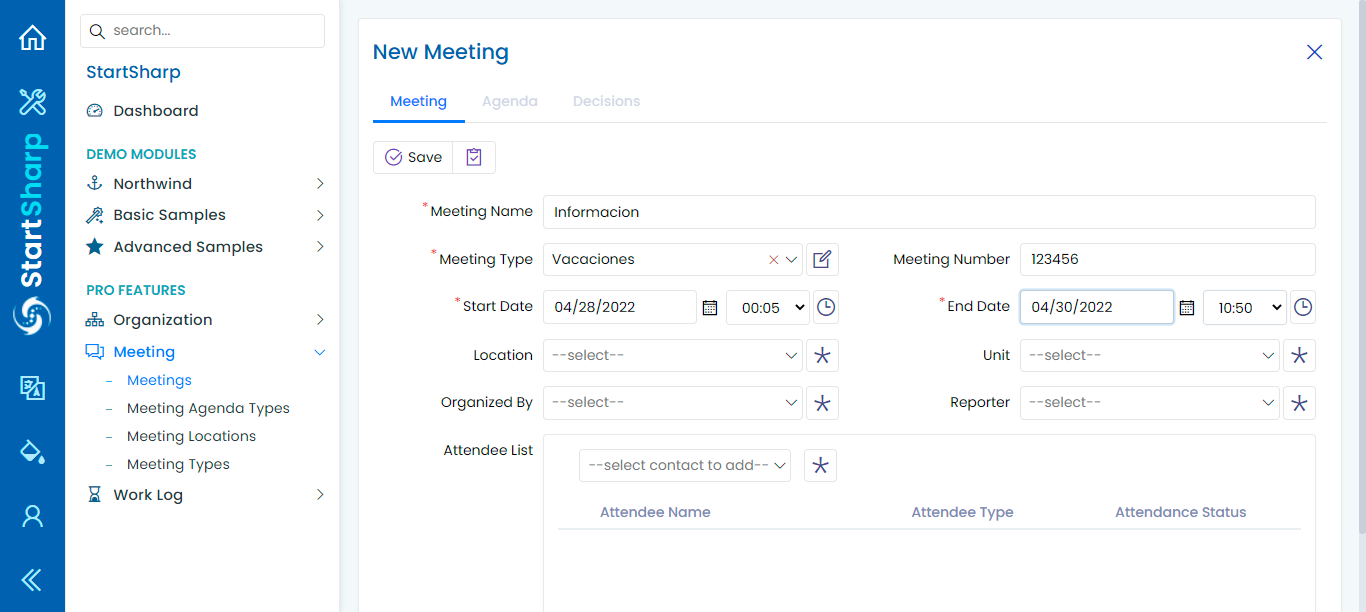 StartSharp
search...
StartSharp
Dashboard
DEMO MODULES
Northwind
Basic Samples
Advanced Samples
PRO FEATURES
Organization
Meeting
Meetings
Meeting Agenda Types
Meeting Locations
Meeting Types
Work Log
New Meeting
Meeting Agenda Decisions
Save
*Meeting Name Informacion
*Meeting Type Vacaciones Meeting Number 123456
*Start Date 04/28/2022 00:05 *End Date 04/30/2022 10:50
Location --select-- Unit --select--
Organized By --select-- Reporter --select--
Attendee List
--select contact to add--
Attendee Name Attendee Type Attendance Status